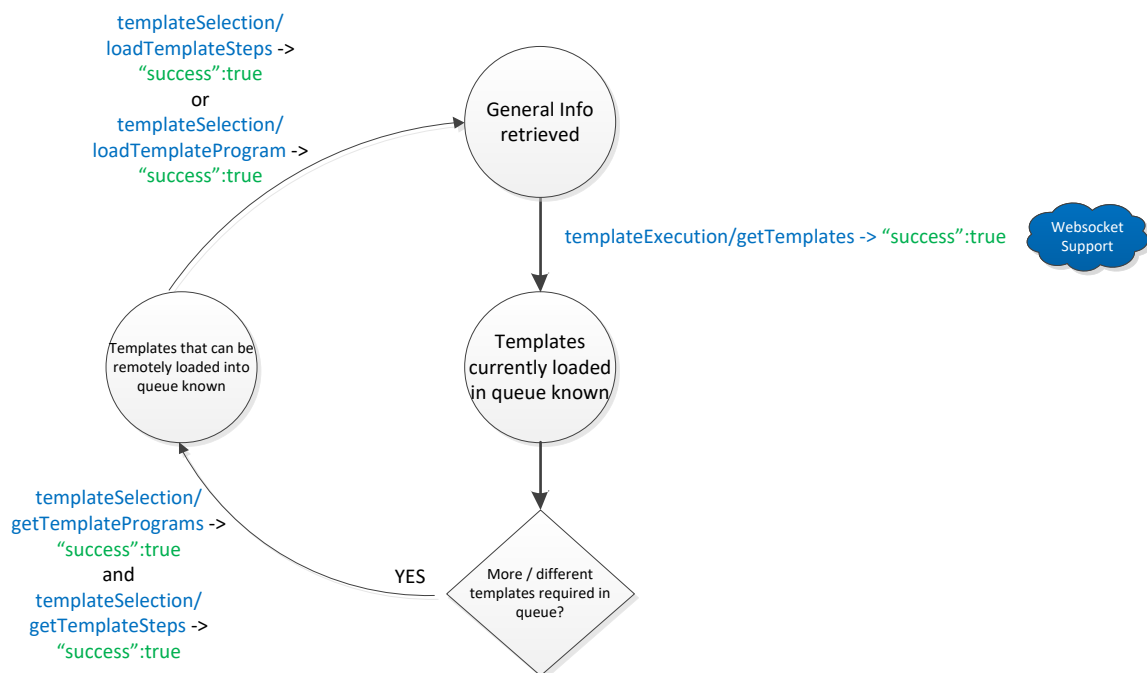 templateSelection/
loadTemplateSteps ->
“success”:true
or
templateSelection/
loadTemplateProgram ->
“success”:true
General Info
retrieved
templateExecution/getTemplates -> “success”:true
Websocket
Support
Templates that can be
remotely loaded into
queue known
Templates
currently loaded
in queue known
templateSelection/
getTemplatePrograms ->
“success”:true
and
templateSelection/
getTemplateSteps ->
“success”:true
YES
More / different
templates required in
queue?